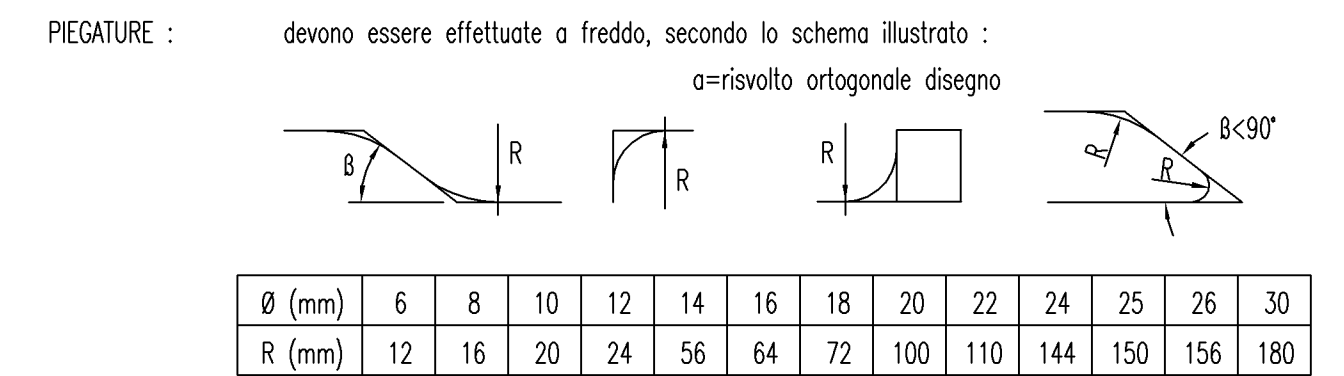 PIEGATURE : devono essere effettuate a freddo, secondo lo schema illustrato :
a=risvolto ortogonale disegno
ß R R R R R ß<90°
Ø (mm) 6 8 10 12 14 16 18 20 22 24 25 26 30
R (mm) 12 16 20 24 56 64 72 100 110 144 150 156 180